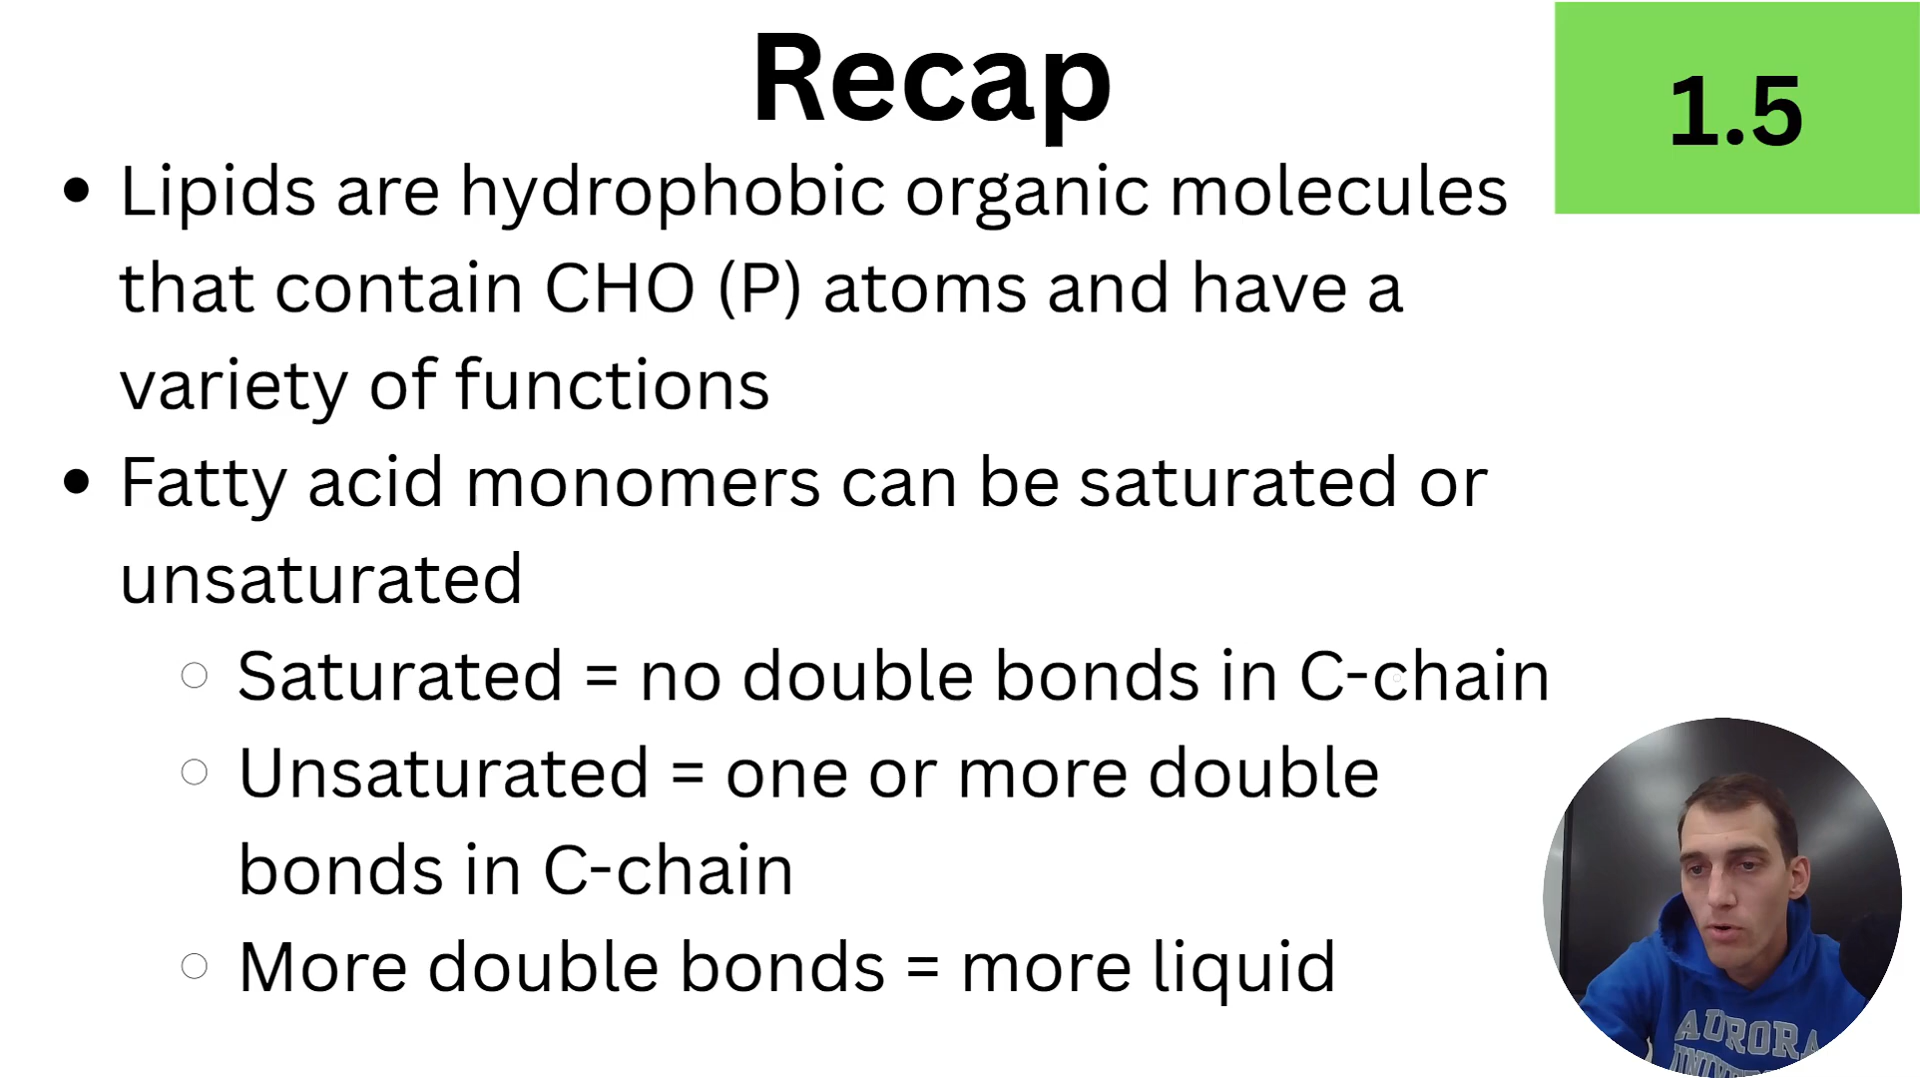 Recap
1.5
• Lipids are hydrophobic organic molecules
that contain CHO (P) atoms and have a
variety of functions
• Fatty acid monomers can be saturated or
unsaturated
○ Saturated = no double bonds in C-chain
○ Unsaturated = one or more double
bonds in C-chain
○ More double bonds = more liquid
AURORA